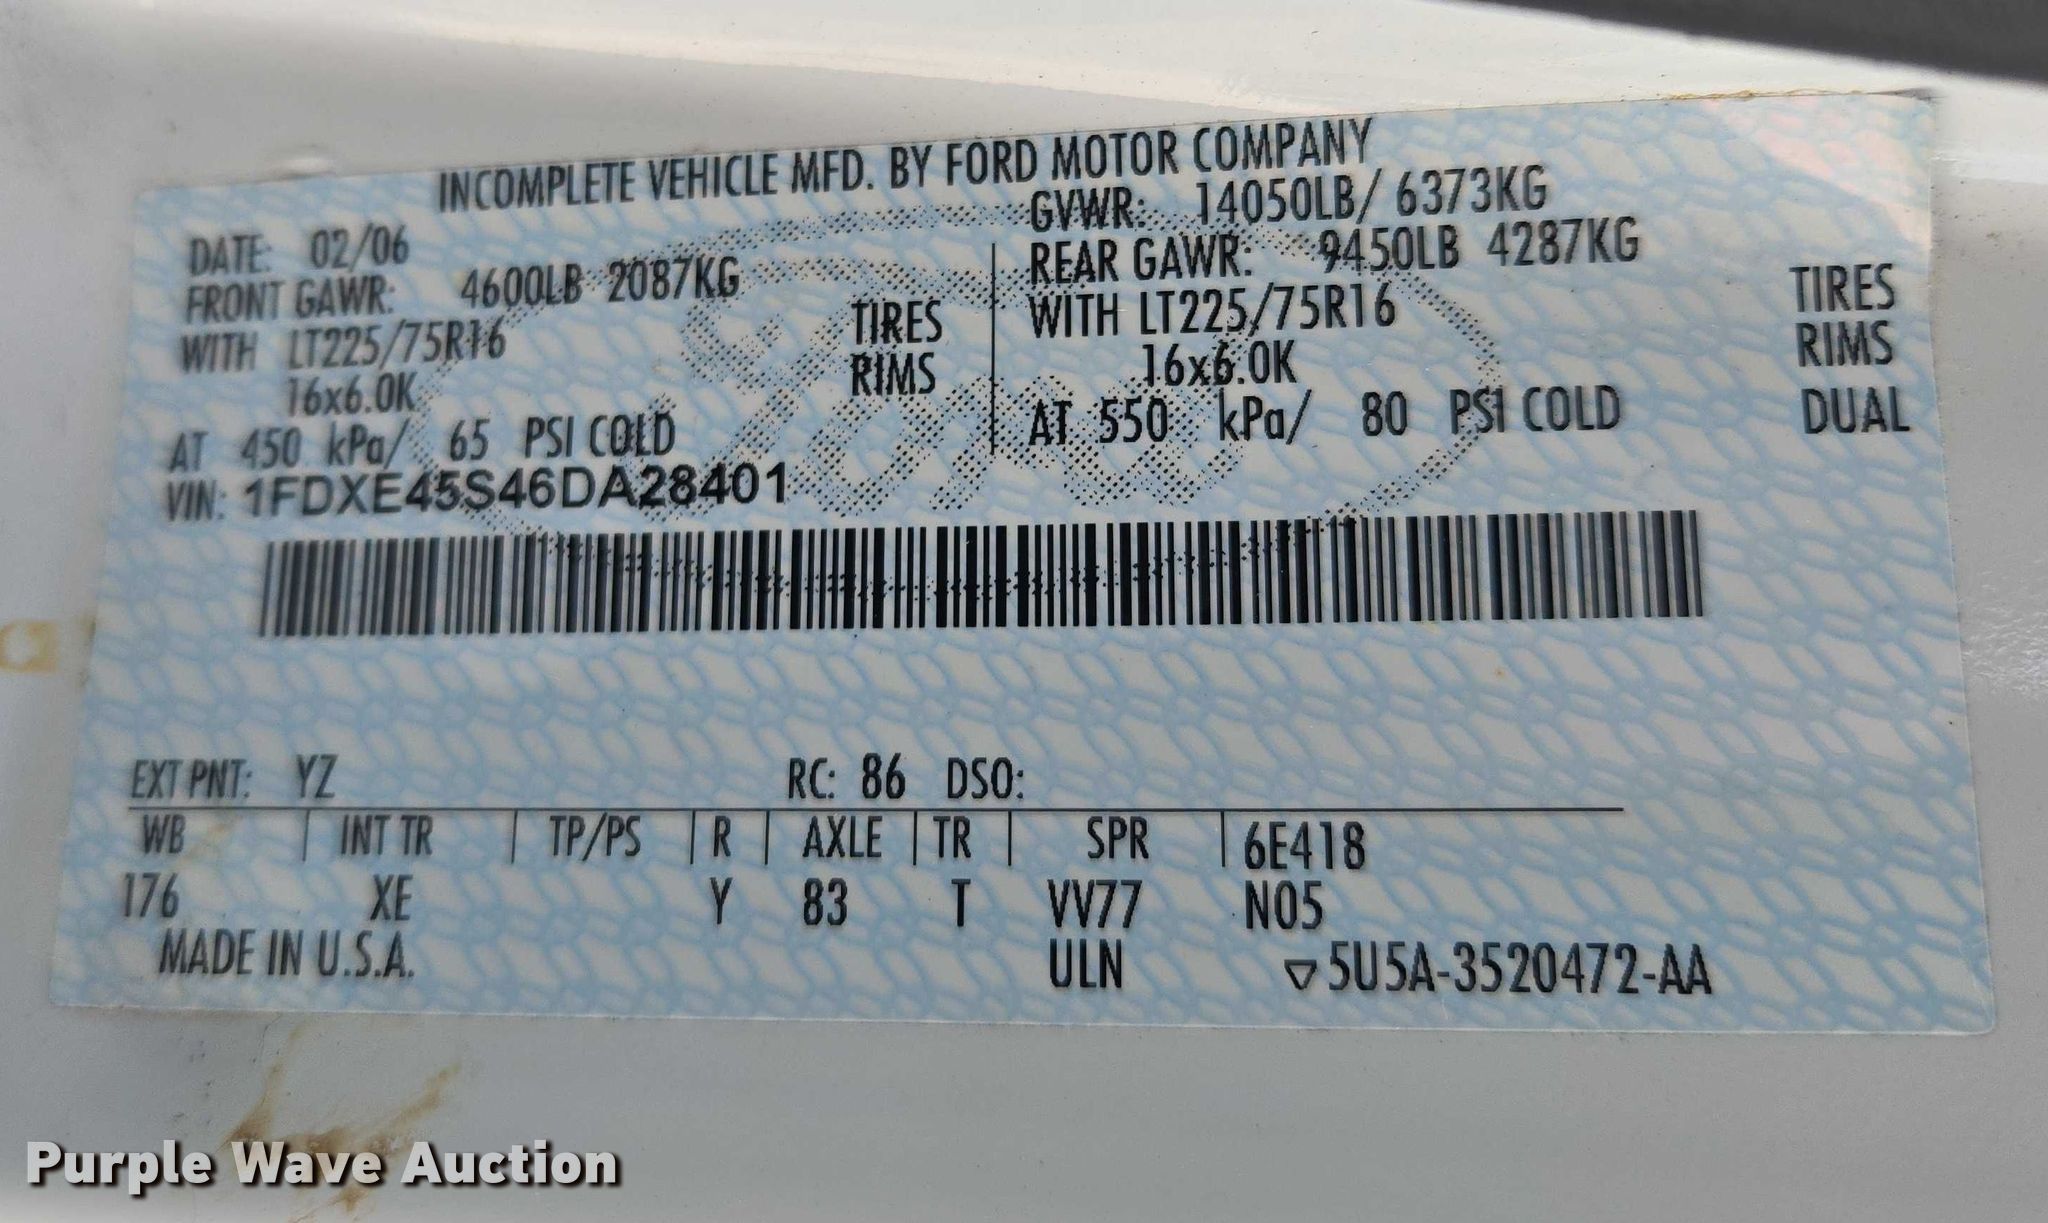 INCOMPLETE VEHICLE MFD. BY FORD MOTOR COMPANY
DATE: 02/06 GVWR: 14050LB/ 6373KG
FRONT GAWR: 4600LB 2087KG REAR GAWR: 9450LB 4287KG
WITH LT225/75R16 TIRES WITH LT225/75R16 TIRES
16x6.0K RIMS 16x6.0K RIMS
AT 450 kPa/ 65 PSI COLD AT 550 kPa/ 80 PSI COLD DUAL
VIN: 1FDXE45S46DA28401
EXT PNT: YZ RC: 86 DSO:
WB | INT TR | TP/PS | R | AXLE | TR | SPR | 6E418
176 XE Y 83 T VV77 N05
MADE IN U.S.A. ULN ▽5U5A-3520472-AA
Purple Wave Auction